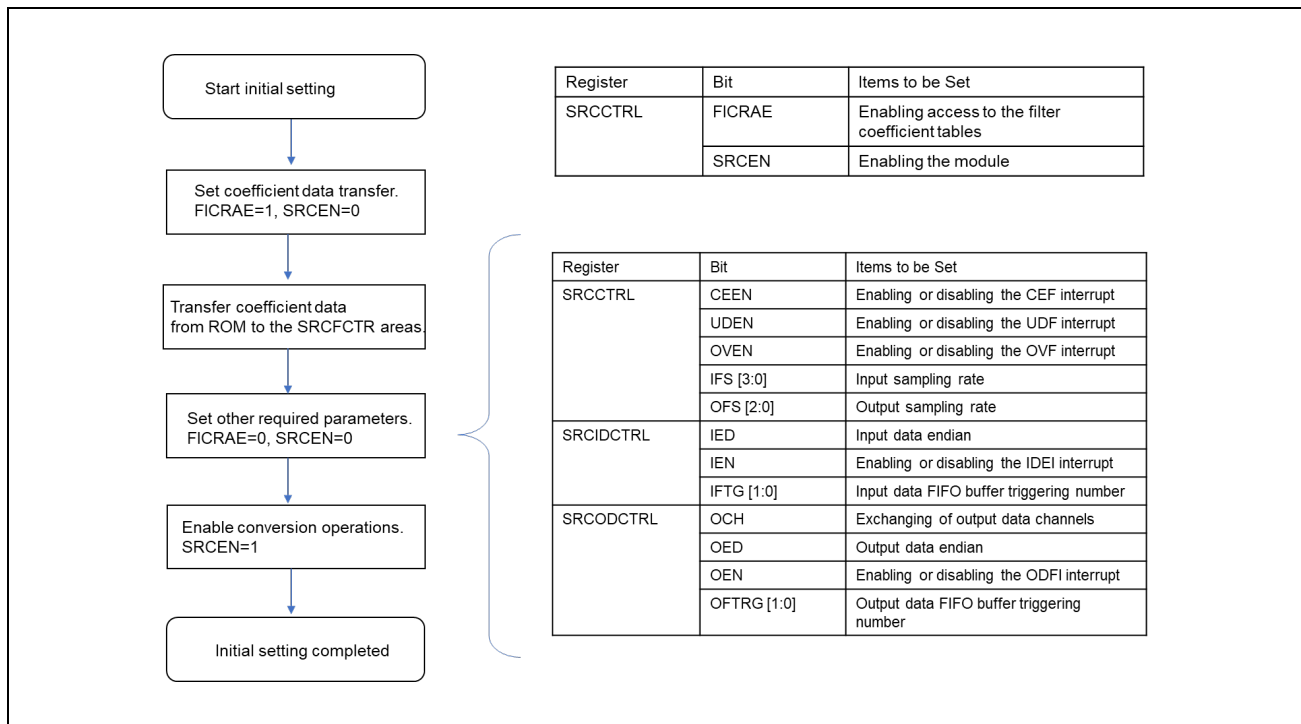 Start initial setting
Set coefficient data transfer.
FICRAE=1, SRCEN=0
Transfer coefficient data
from ROM to the SRCFCTR areas.
Set other required parameters.
FICRAE=0, SRCEN=0
Enable conversion operations.
SRCEN=1
Initial setting completed
Register Bit Items to be Set
SRCCTRL FICRAE Enabling access to the filter
coefficient tables
SRCEN Enabling the module
Register Bit Items to be Set
SRCCTRL CEEN Enabling or disabling the CEF interrupt
UDEN Enabling or disabling the UDF interrupt
OVEN Enabling or disabling the OVF interrupt
IFS [3:0] Input sampling rate
OFS [2:0] Output sampling rate
SRCIDCTRL IED Input data endian
IEN Enabling or disabling the IDEI interrupt
IFTG [1:0] Input data FIFO buffer triggering number
SRCODCTRL OCH Exchanging of output data channels
OED Output data endian
OEN Enabling or disabling the ODFI interrupt
OFTRG [1:0] Output data FIFO buffer triggering
number